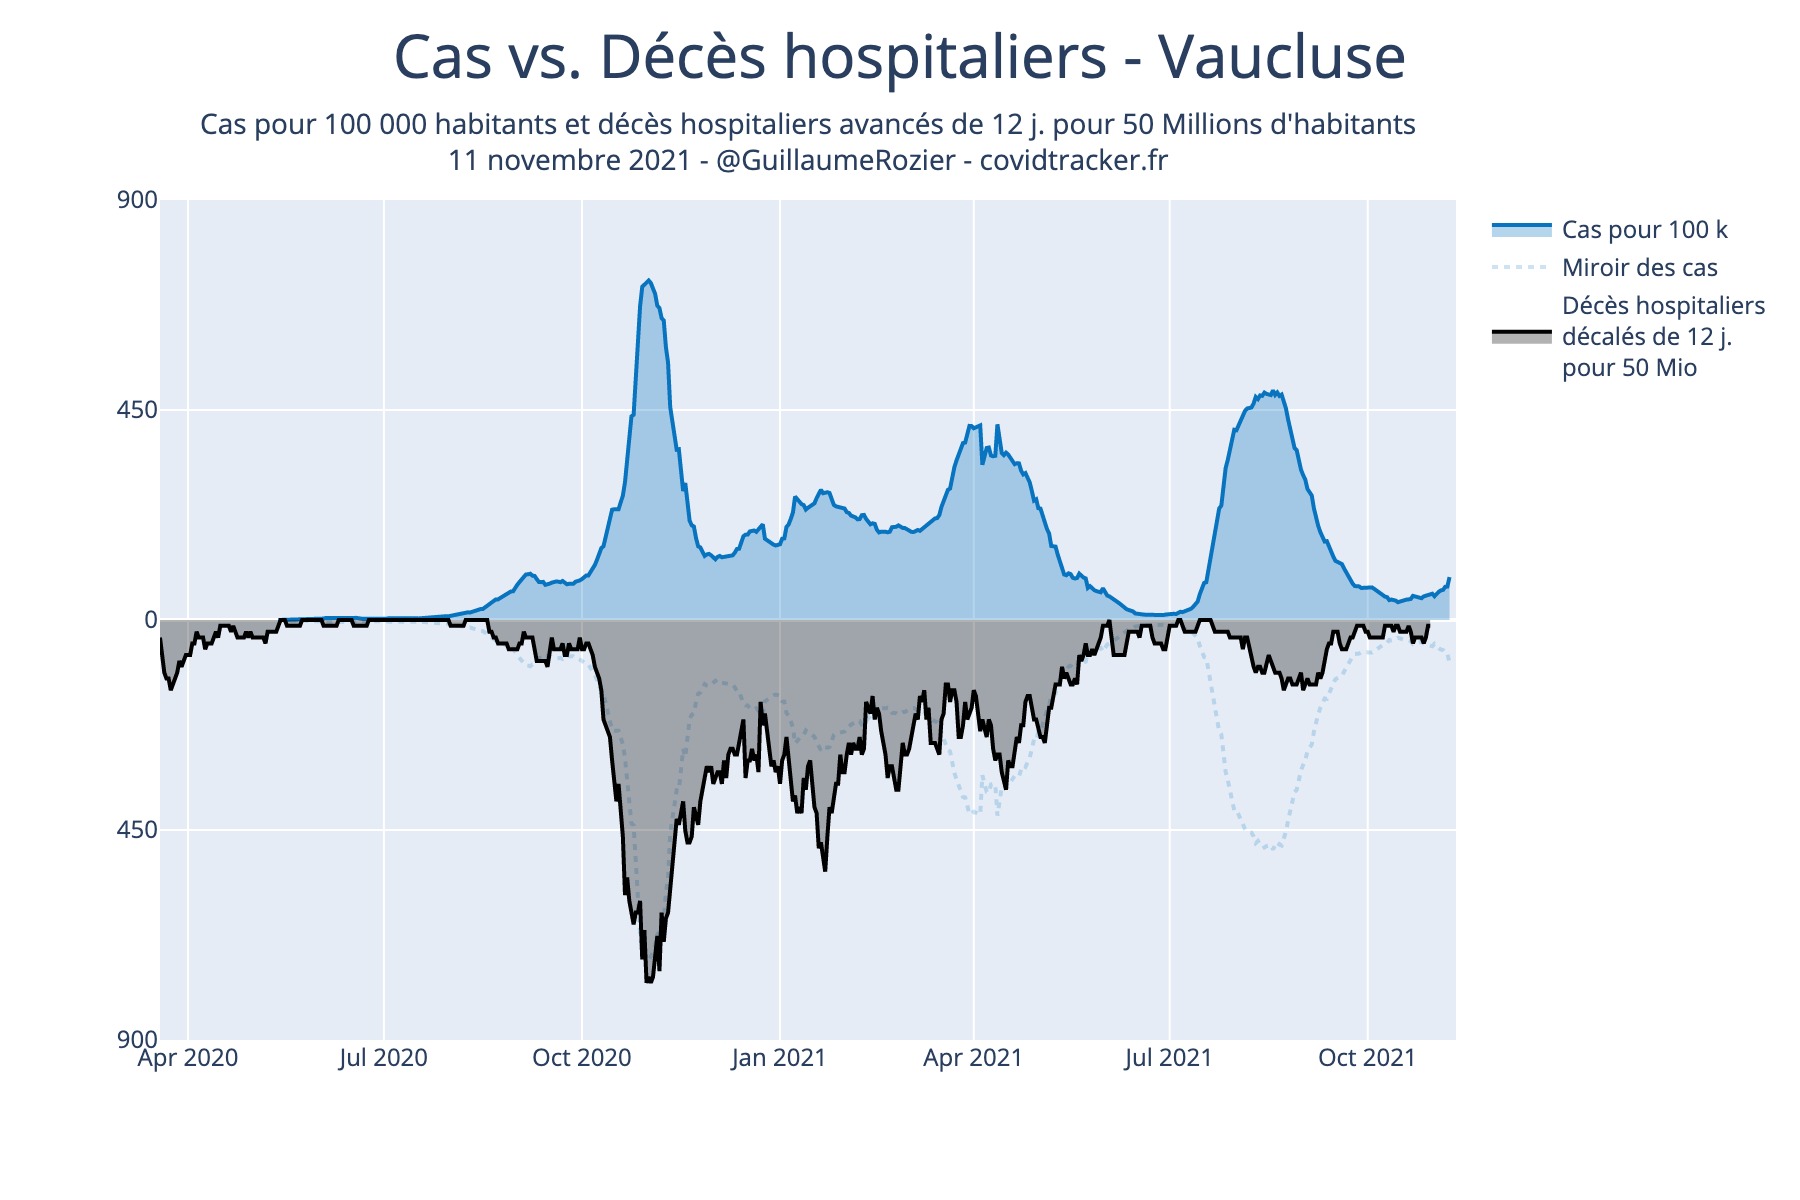 Cas vs. Décès hospitaliers - Vaucluse
Cas pour 100 000 habitants et décès hospitaliers avancés de 12 j. pour 50 Millions d'habitants
11 novembre 2021 - @GuillaumeRozier - covidtracker.fr
900
450
0
450
900
Apr 2020
Jul 2020
Oct 2020
Jan 2021
Apr 2021
Jul 2021
Oct 2021
Cas pour 100 k
Miroir des cas
Décès hospitaliers
décalés de 12 j.
pour 50 Mio